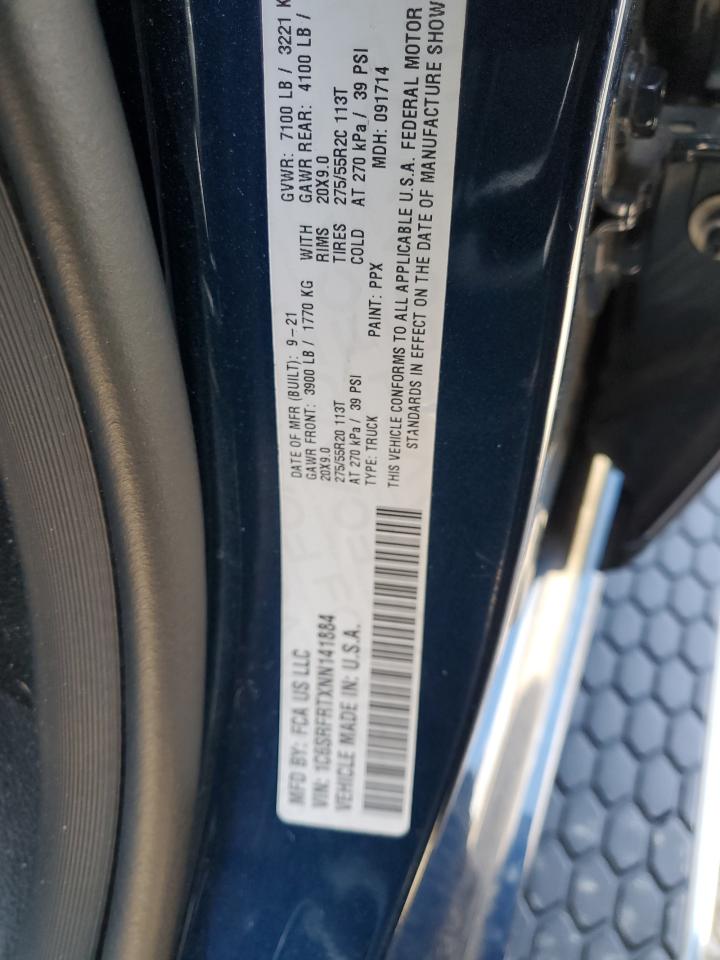 MFD BY: FCA US LLC
DATE OF MFR (BUILT): 9-21
GVWR: 7100 LB / 3221 K
VIN: 1C6SRFRTXNN141884
GAWR FRONT: 3900 LB / 1770 KG WITH
GAWR REAR: 4100 LB /
VEHICLE MADE IN: U.S.A.
20X9.0 RIMS 20X9.0
275/55R20 113T TIRES 275/55R2C 113T
AT 270 kPa / 39 PSI COLD AT 270 kPa / 39 PSI
TYPE: TRUCK PAINT: PPX MDH: 091714
THIS VEHICLE CONFORMS TO ALL APPLICABLE U.S.A. FEDERAL MOTOR
STANDARDS IN EFFECT ON THE DATE OF MANUFACTURE SHOW